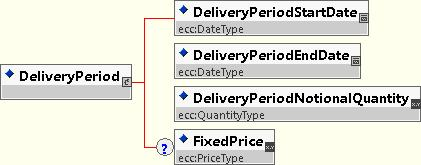 DeliveryPeriodStartDate
ecc:DateType
DeliveryPeriodEndDate
ecc:DateType
DeliveryPeriod
DeliveryPeriodNotionalQuantity
ecc:QuantityType
?
FixedPrice
ecc:PriceType